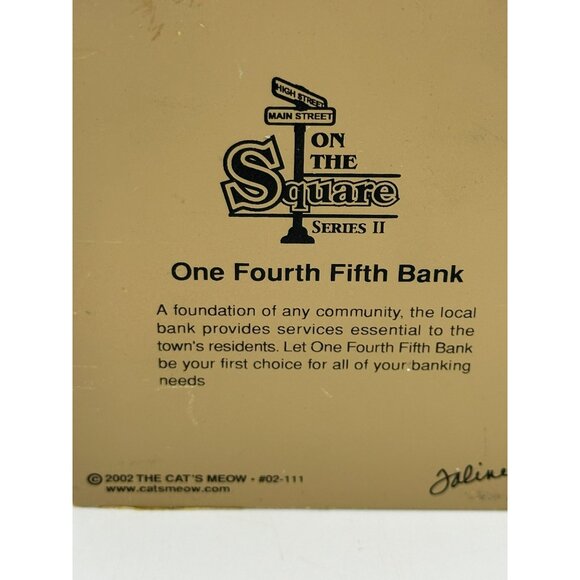 HIGH STREET
MAIN STREET
ON
THE
Square
SERIES II
One Fourth Fifth Bank
A foundation of any community, the local
bank provides services essential to the
town's residents. Let One Fourth Fifth Bank
be your first choice for all of your banking
needs
© 2002 THE CAT'S MEOW • #02-111
www.catsmeow.com
Faline